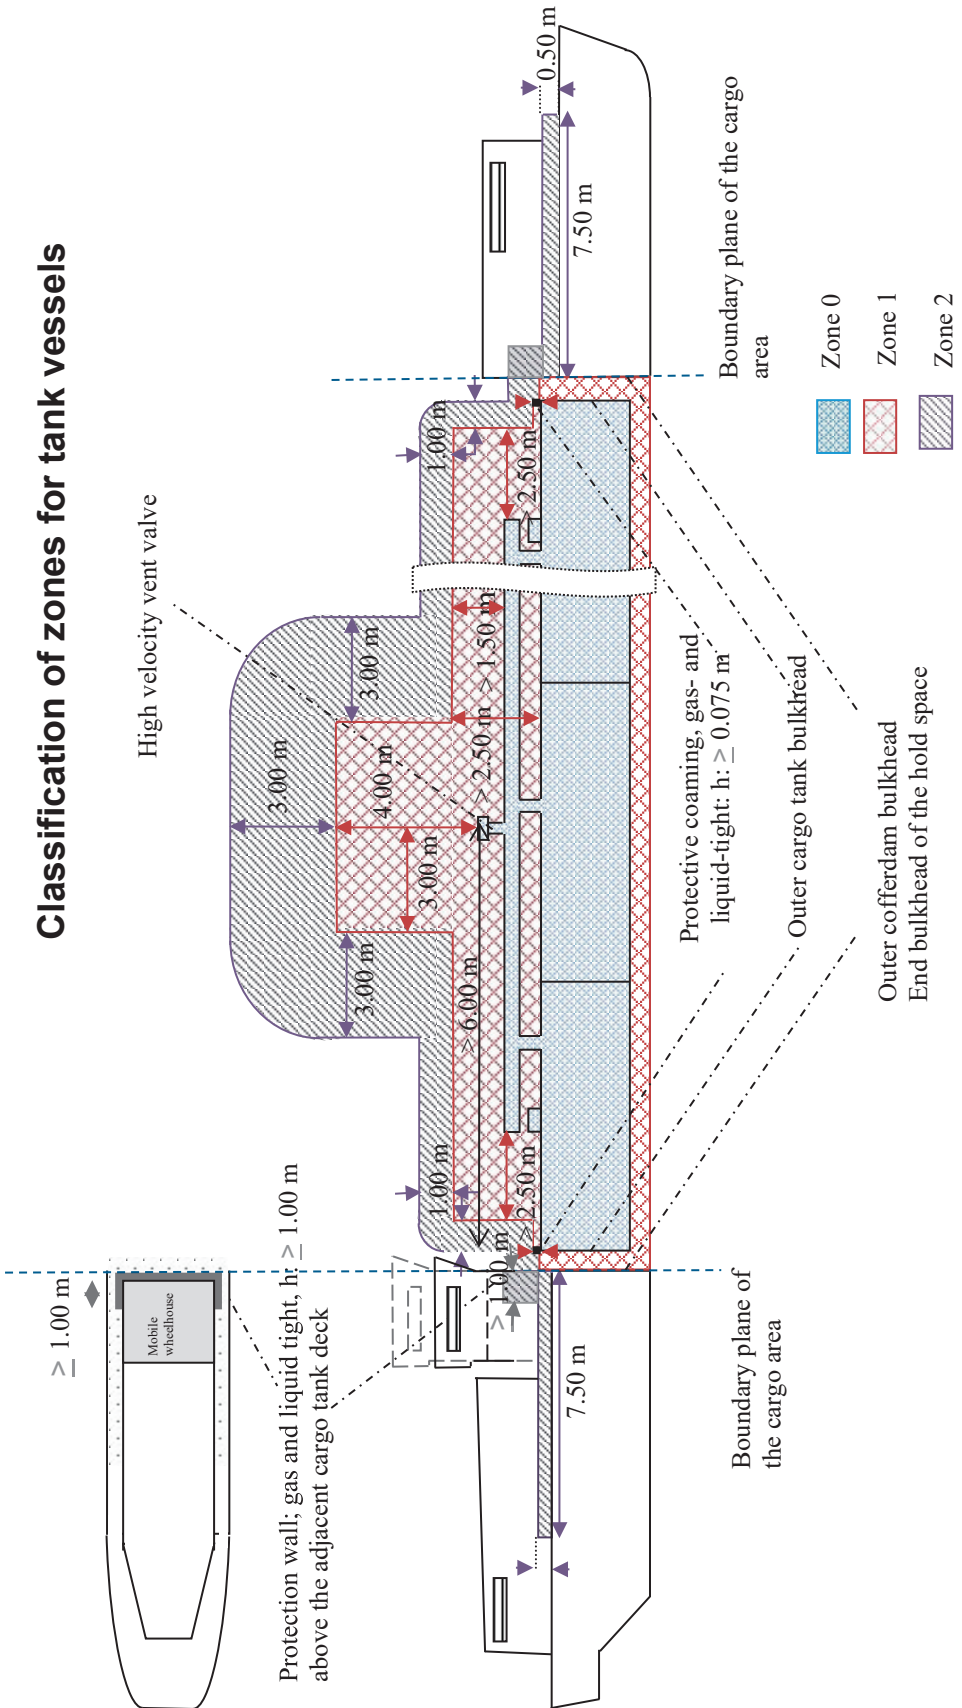 Classification of zones for tank vessels
≥ 1.00 m
Mobile
wheelhouse
Protection wall; gas and liquid tight, h: ≥ 1.00 m
above the adjacent cargo tank deck
High velocity vent valve
3.00 m
3.00 m
3.00 m
4.00 m
3.00 m
1.00 m
1.00 m
> 6.00 m
> 2.50 m
> 1.50 m
> 2.50 m
> 2.50 m
≥ 1.00 m
0.50 m
7.50 m
7.50 m
Boundary plane of
the cargo area
Protective coaming, gas- and
liquid-tight: h: ≥ 0.075 m
Outer cargo tank bulkhead
Outer cofferdam bulkhead
End bulkhead of the hold space
Boundary plane of the cargo
area
Zone 0
Zone 1
Zone 2